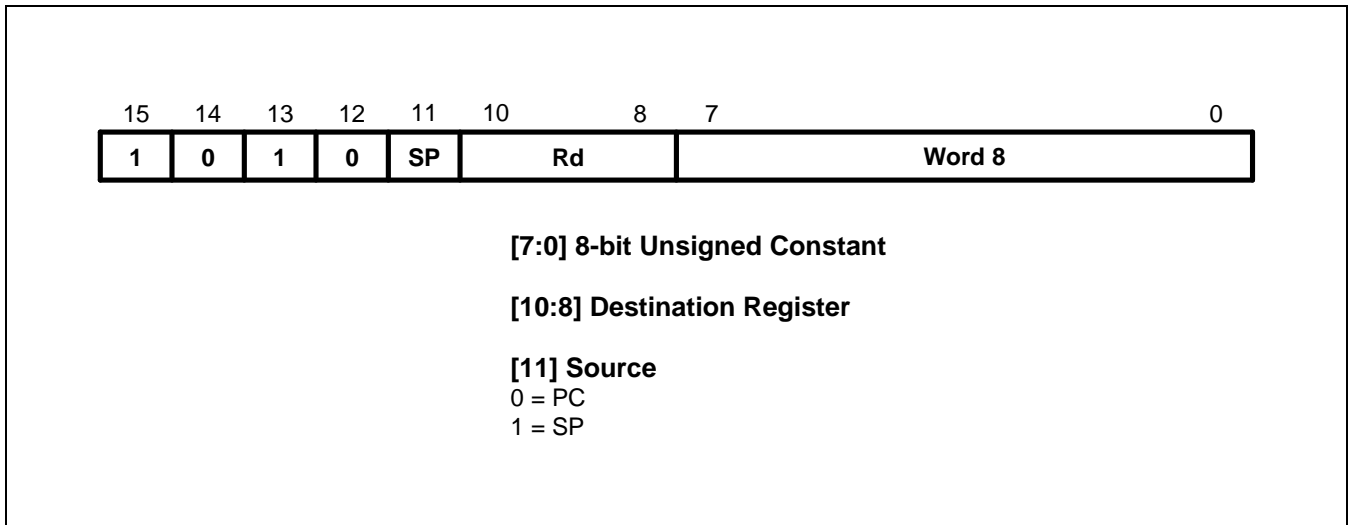 15 14 13 12 11 10 8 7 0
1 0 1 0 SP Rd Word 8
[7:0] 8-bit Unsigned Constant
[10:8] Destination Register
[11] Source
0 = PC
1 = SP